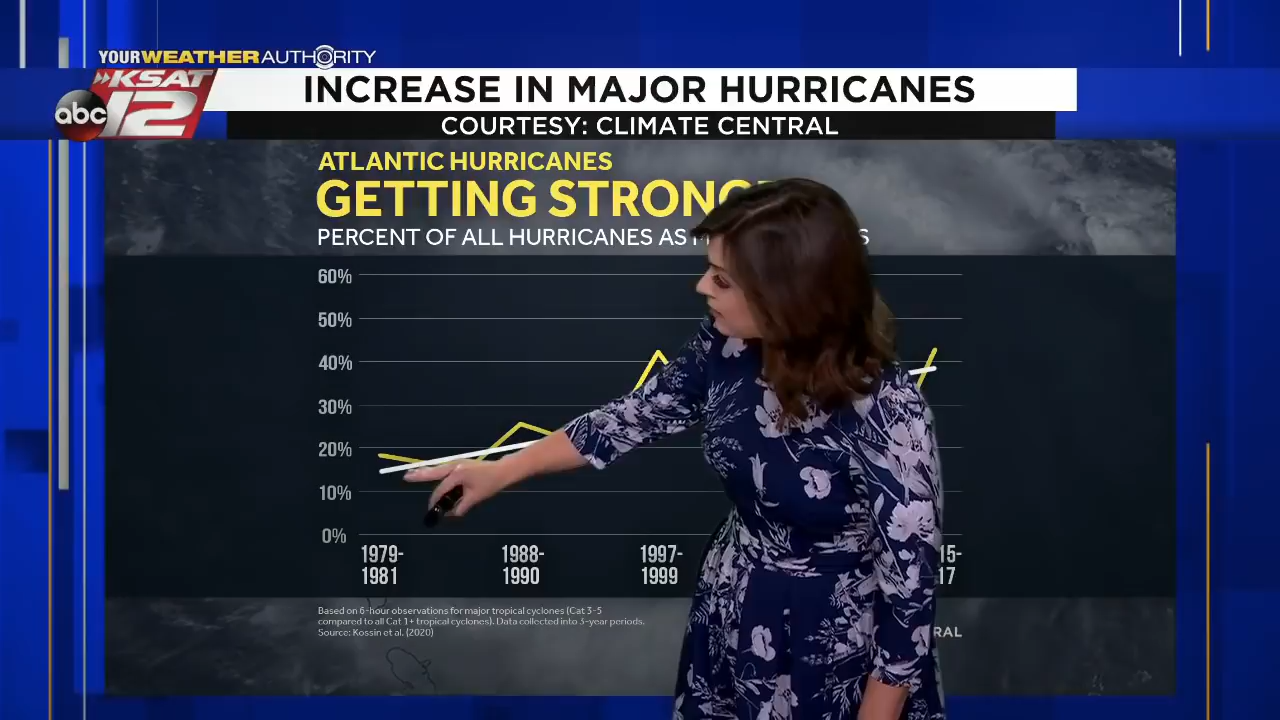 YOUR WEATHER AUTHORITY
KSAT
abc 12
INCREASE IN MAJOR HURRICANES
COURTESY: CLIMATE CENTRAL
ATLANTIC HURRICANES
GETTING
PERCENT OF ALL HURRICANES AS
60%
50%
40%
30%
20%
10%
0%
1979-
1981
1988-
1990
1997-
1999
15-
17
Based on 6-hour observations for major tropical cyclones (Cat 3-5
compared to all Cat 1+ tropical cyclones). Data collected into 3-year periods.
Source: Kossin et al. (2020)
RAL